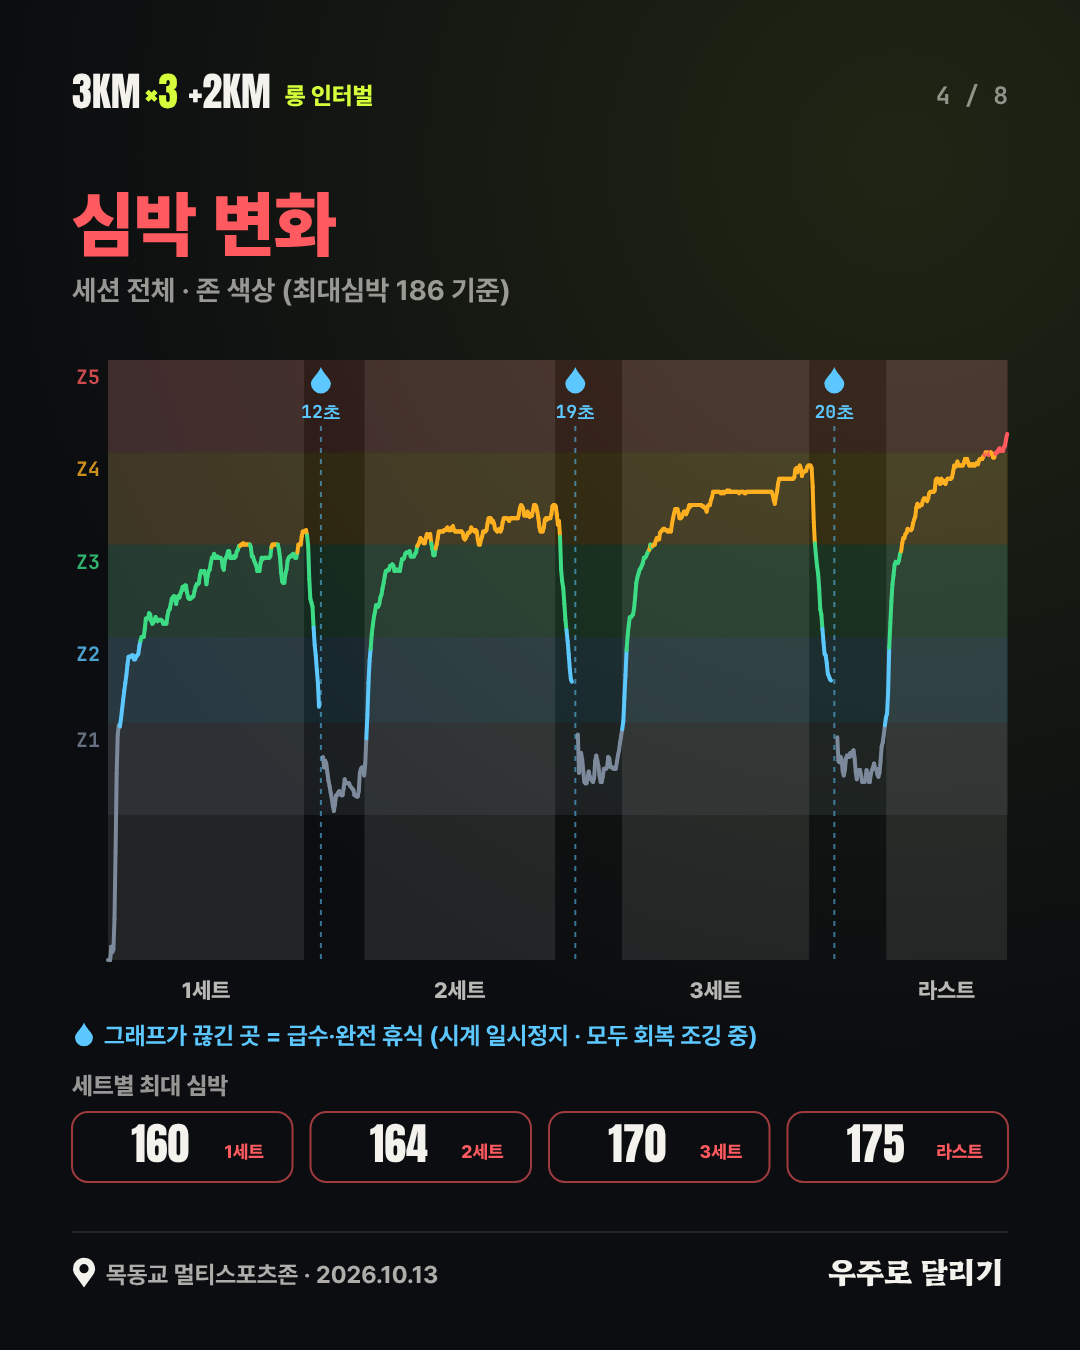 3KM×3 +2KM 롱 인터벌
4 / 8
심박 변화
세션 전체 · 존 색상 (최대심박 186 기준)
Z5
12초 19초 20초
Z4
Z3
Z2
Z1
1세트 2세트 3세트 라스트
그래프가 끊긴 곳 = 급수·완전 휴식 (시계 일시정지 · 모두 회복 조깅 중)
세트별 최대 심박
160 1세트 164 2세트 170 3세트 175 라스트
목동교 멀티스포츠존 · 2026.10.13
우주로 달리기